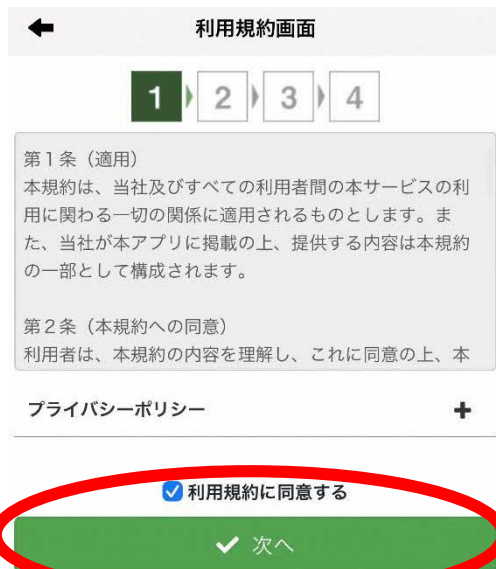 利用規約画面
1 2 3 4
第1条（適用）
本規約は、当社及びすべての利用者間の本サービスの利
用に関わる一切の関係に適用されるものとします。ま
た、当社が本アプリに掲載の上、提供する内容は本規約
の一部として構成されます。
第2条（本規約への同意）
利用者は、本規約の内容を理解し、これに同意の上、本
プライバシーポリシー
利用規約に同意する
次へ